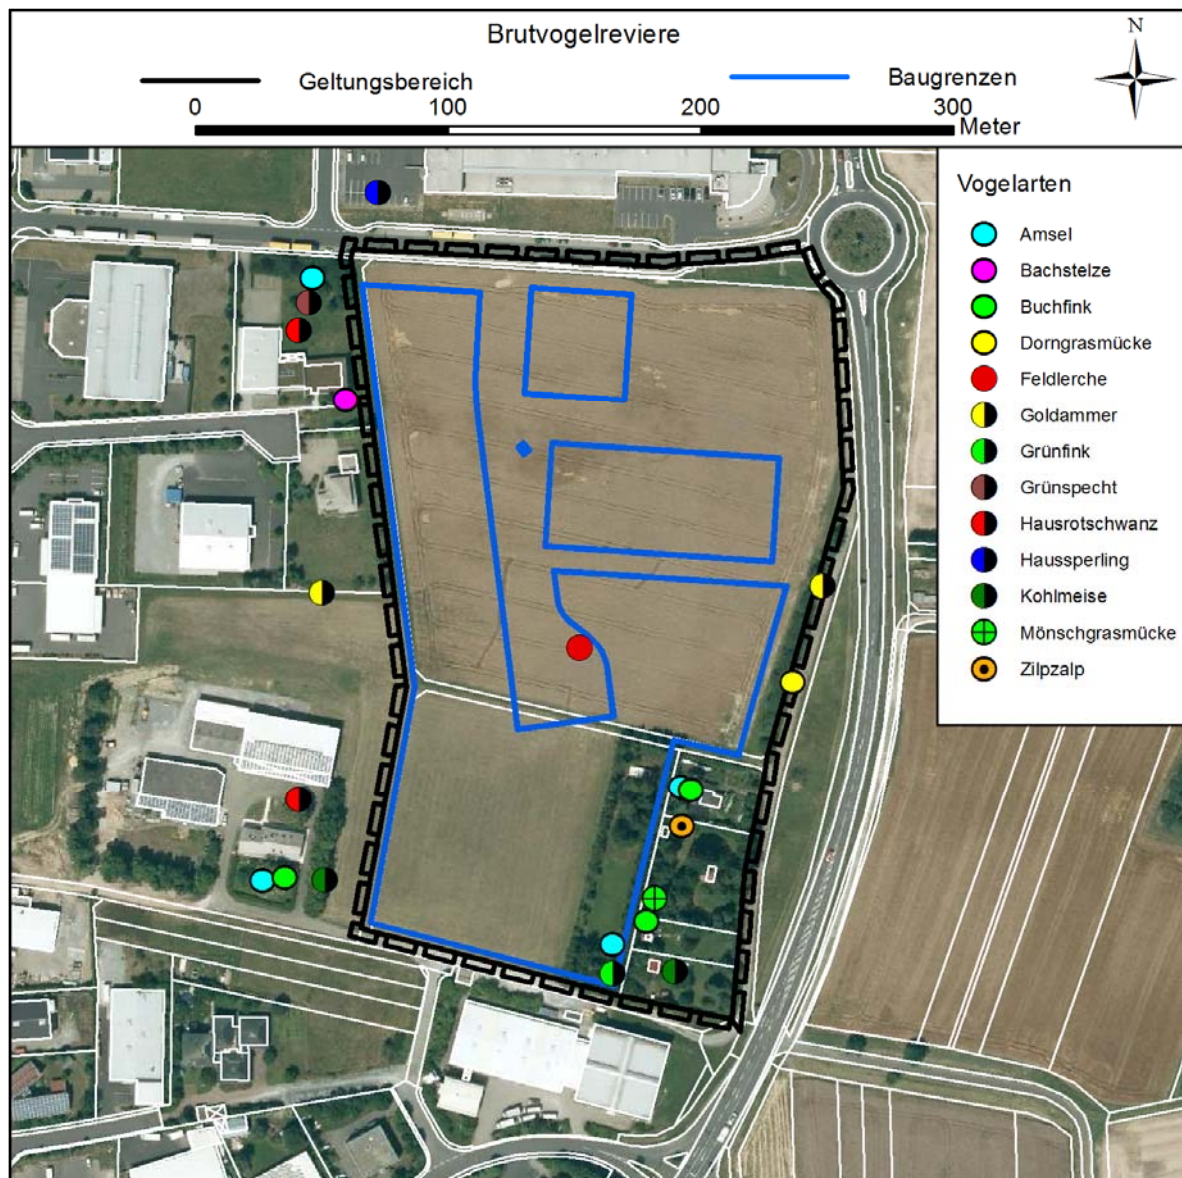 Brutvogelreviere
N
Geltungsbereich
Baugrenzen
0 100 200 300
Meter
Vogelarten
Amsel
Bachstelze
Buchfink
Dorngrasmücke
Feldlerche
Goldammer
Grünfink
Grünspecht
Hausrotschwanz
Haussperling
Kohlmeise
Mönschgrasmücke
Zilpzalp